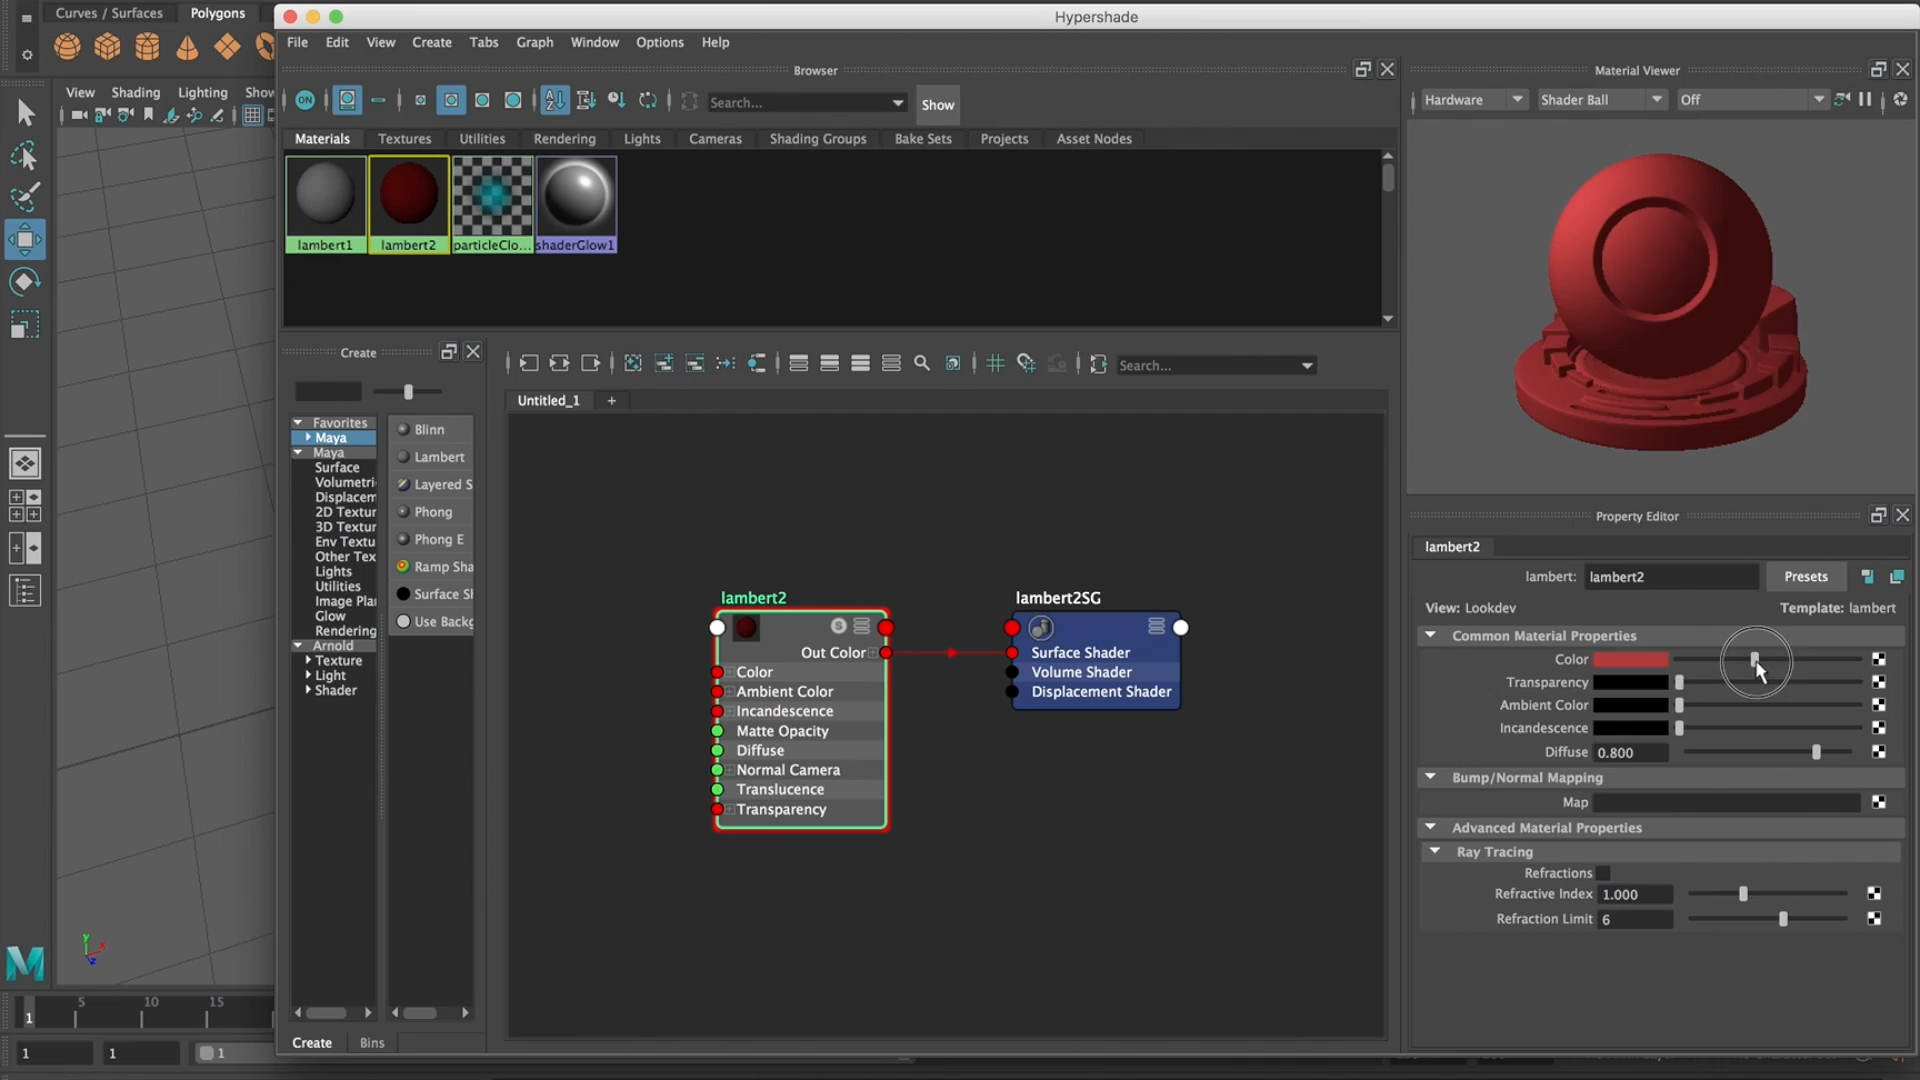 Curves / Surfaces
Polygons
Hypershade
File Edit View Create Tabs Graph Window Options Help
Browser
Material Viewer
View Shading Lighting Show
ON
Search...
Show
Hardware
Shader Ball
Off
Materials Textures Utilities Rendering Lights Cameras Shading Groups Bake Sets Projects Asset Nodes
lambert1
lambert2
particleClo...
shaderGlow1
Create
Search...
Untitled_1 +
Favorites
Maya
Maya
Surface
Volumetri
Displacem
2D Textur
3D Textur
Env Textu
Other Tex
Lights
Utilities
Image Pla
Glow
Rendering
Arnold
Texture
Light
Shader
Blinn
Lambert
Layered S
Phong
Phong E
Ramp Sha
Surface Sh
Use Backg
lambert2
S
Out Color
Color
Ambient Color
Incandescence
Matte Opacity
Diffuse
Normal Camera
Translucence
Transparency
lambert2SG
Surface Shader
Volume Shader
Displacement Shader
Property Editor
lambert2
lambert: lambert2
Presets
View: Lookdev
Template: lambert
Common Material Properties
Color
Transparency
Ambient Color
Incandescence
Diffuse 0.800
Bump/Normal Mapping
Map
Advanced Material Properties
Ray Tracing
Refractions
Refractive Index 1.000
Refraction Limit 6
y
x
z
M
1 5 10 15
Create Bins
1
1
1